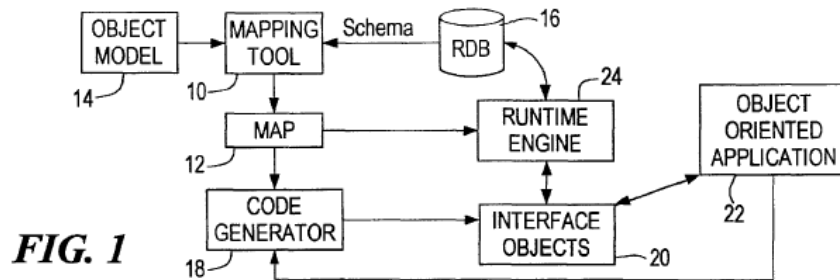 OBJECT
MODEL
14
MAPPING
TOOL
10
Schema
RDB
16
24
RUNTIME
ENGINE
OBJECT
ORIENTED
APPLICATION
22
MAP
12
CODE
GENERATOR
18
INTERFACE
OBJECTS
20
FIG. 1